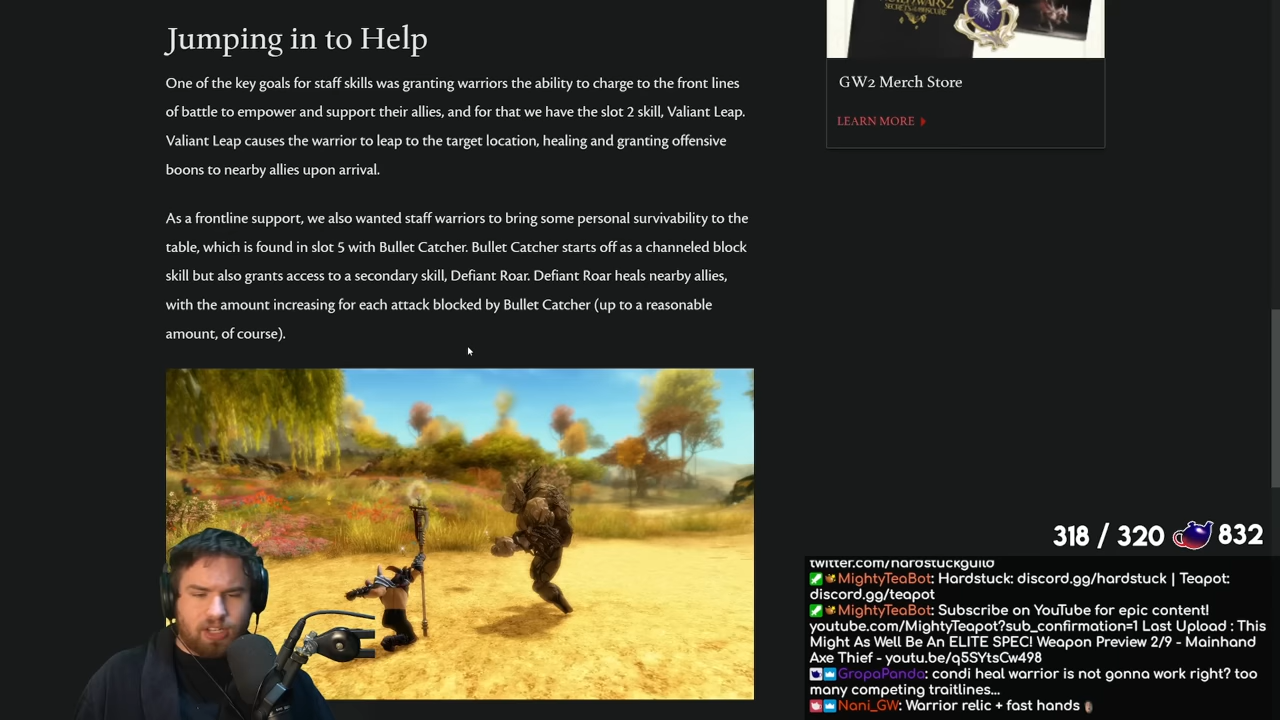 Jumping in to Help
One of the key goals for staff skills was granting warriors the ability to charge to the front lines
of battle to empower and support their allies, and for that we have the slot 2 skill, Valiant Leap.
Valiant Leap causes the warrior to leap to the target location, healing and granting offensive
boons to nearby allies upon arrival.
As a frontline support, we also wanted staff warriors to bring some personal survivability to the
table, which is found in slot 5 with Bullet Catcher. Bullet Catcher starts off as a channeled block
skill but also grants access to a secondary skill, Defiant Roar. Defiant Roar heals nearby allies,
with the amount increasing for each attack blocked by Bullet Catcher (up to a reasonable
amount, of course).
GW2 Merch Store
LEARN MORE
318 / 320 832
twitter.com/hardstuckguild
MightyTeaBot: Hardstuck: discord.gg/hardstuck | Teapot:
discord.gg/teapot
MightyTeaBot: Subscribe on YouTube for epic content!
youtube.com/MightyTeapot?sub_confirmation=1 Last Upload : This
Might As Well Be An ELITE SPEC! Weapon Preview 2/9 - Mainhand
Axe Thief - youtu.be/q5SYtsCw498
GropaPanda: condi heal warrior is not gonna work right? too
many competing traitlines...
Nani_GW: Warrior relic + fast hands